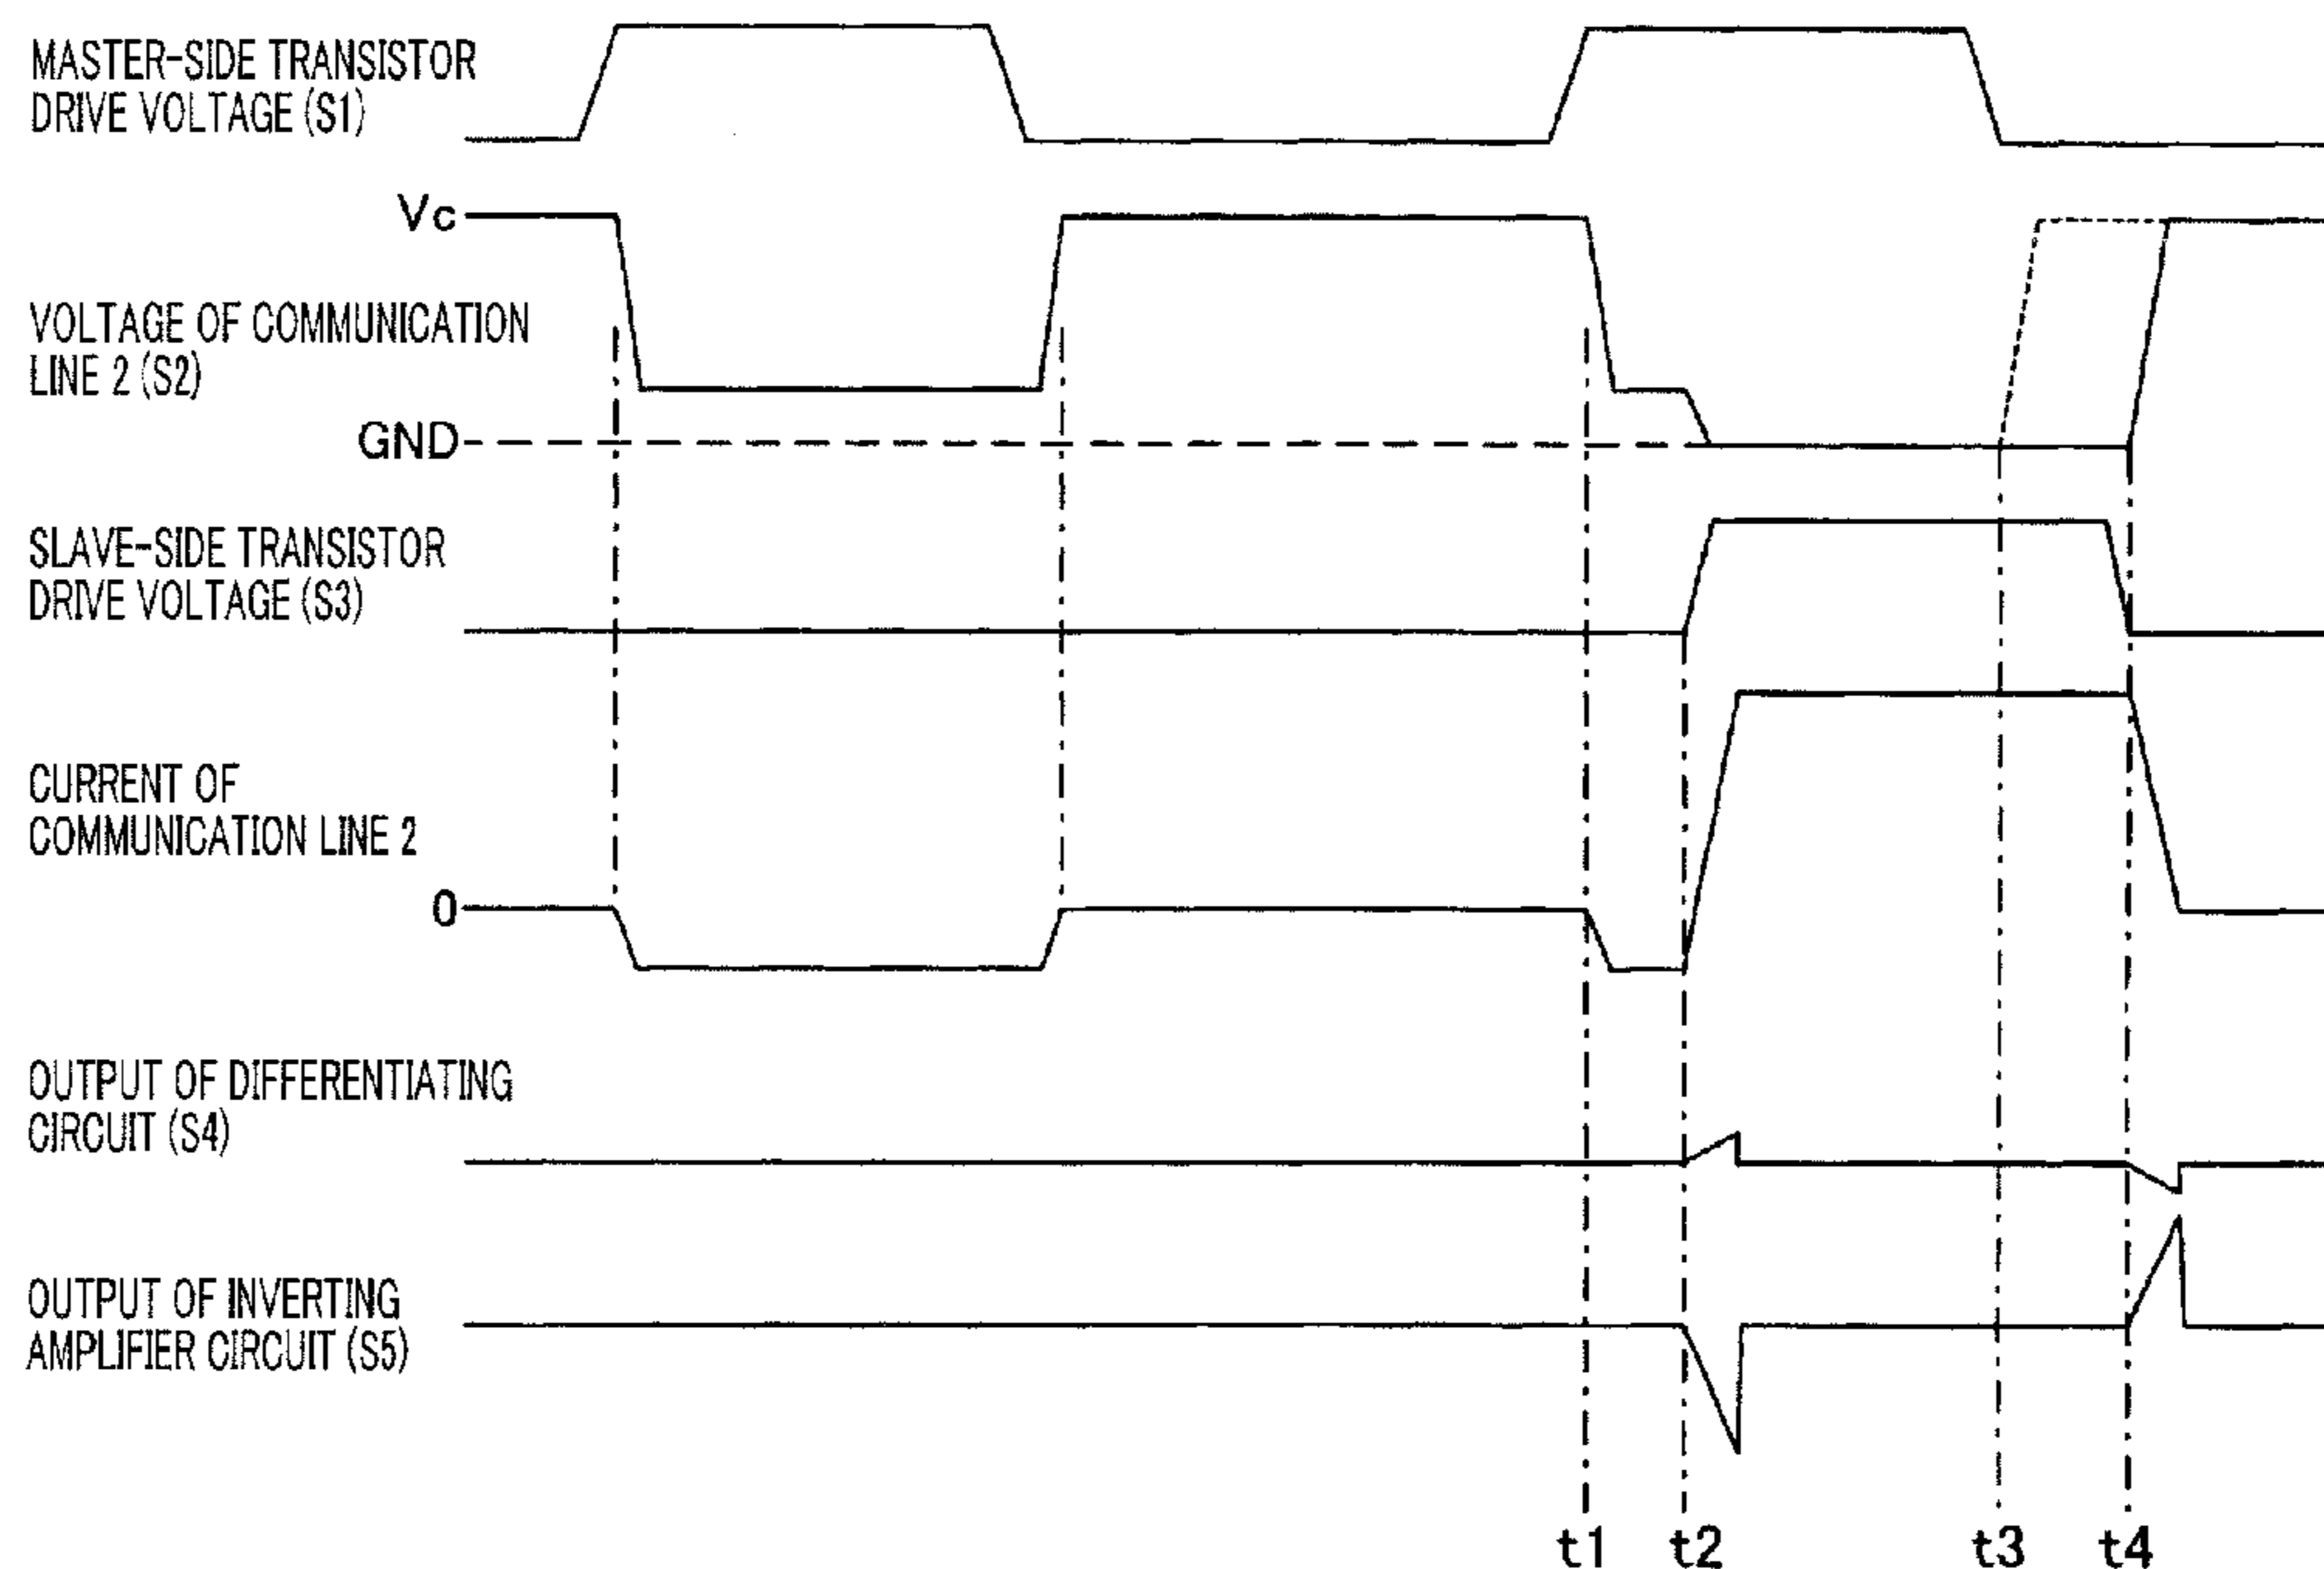 MASTER-SIDE TRANSISTOR
DRIVE VOLTAGE (S1)
Vc
VOLTAGE OF COMMUNICATION
LINE 2 (S2)
GND
SLAVE-SIDE TRANSISTOR
DRIVE VOLTAGE (S3)
CURRENT OF
COMMUNICATION LINE 2
0
OUTPUT OF DIFFERENTIATING
CIRCUIT (S4)
OUTPUT OF INVERTING
AMPLIFIER CIRCUIT (S5)
t1 t2 t3 t4